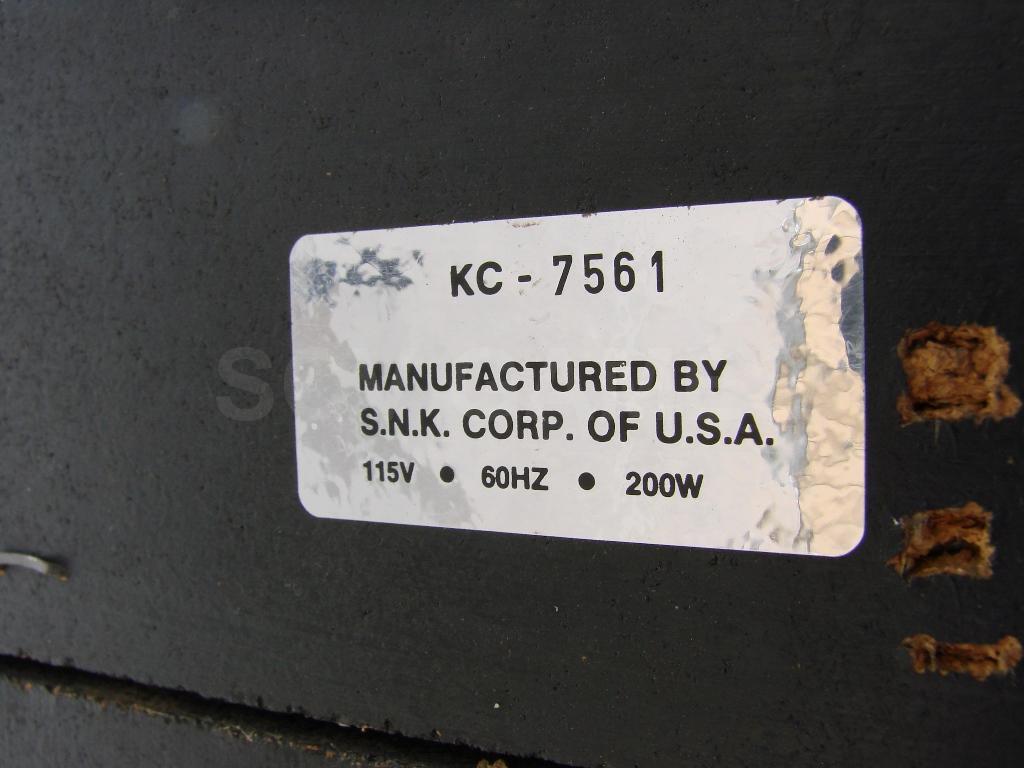 KC - 7561
MANUFACTURED BY
S.N.K. CORP. OF U.S.A.
115V • 60HZ • 200W